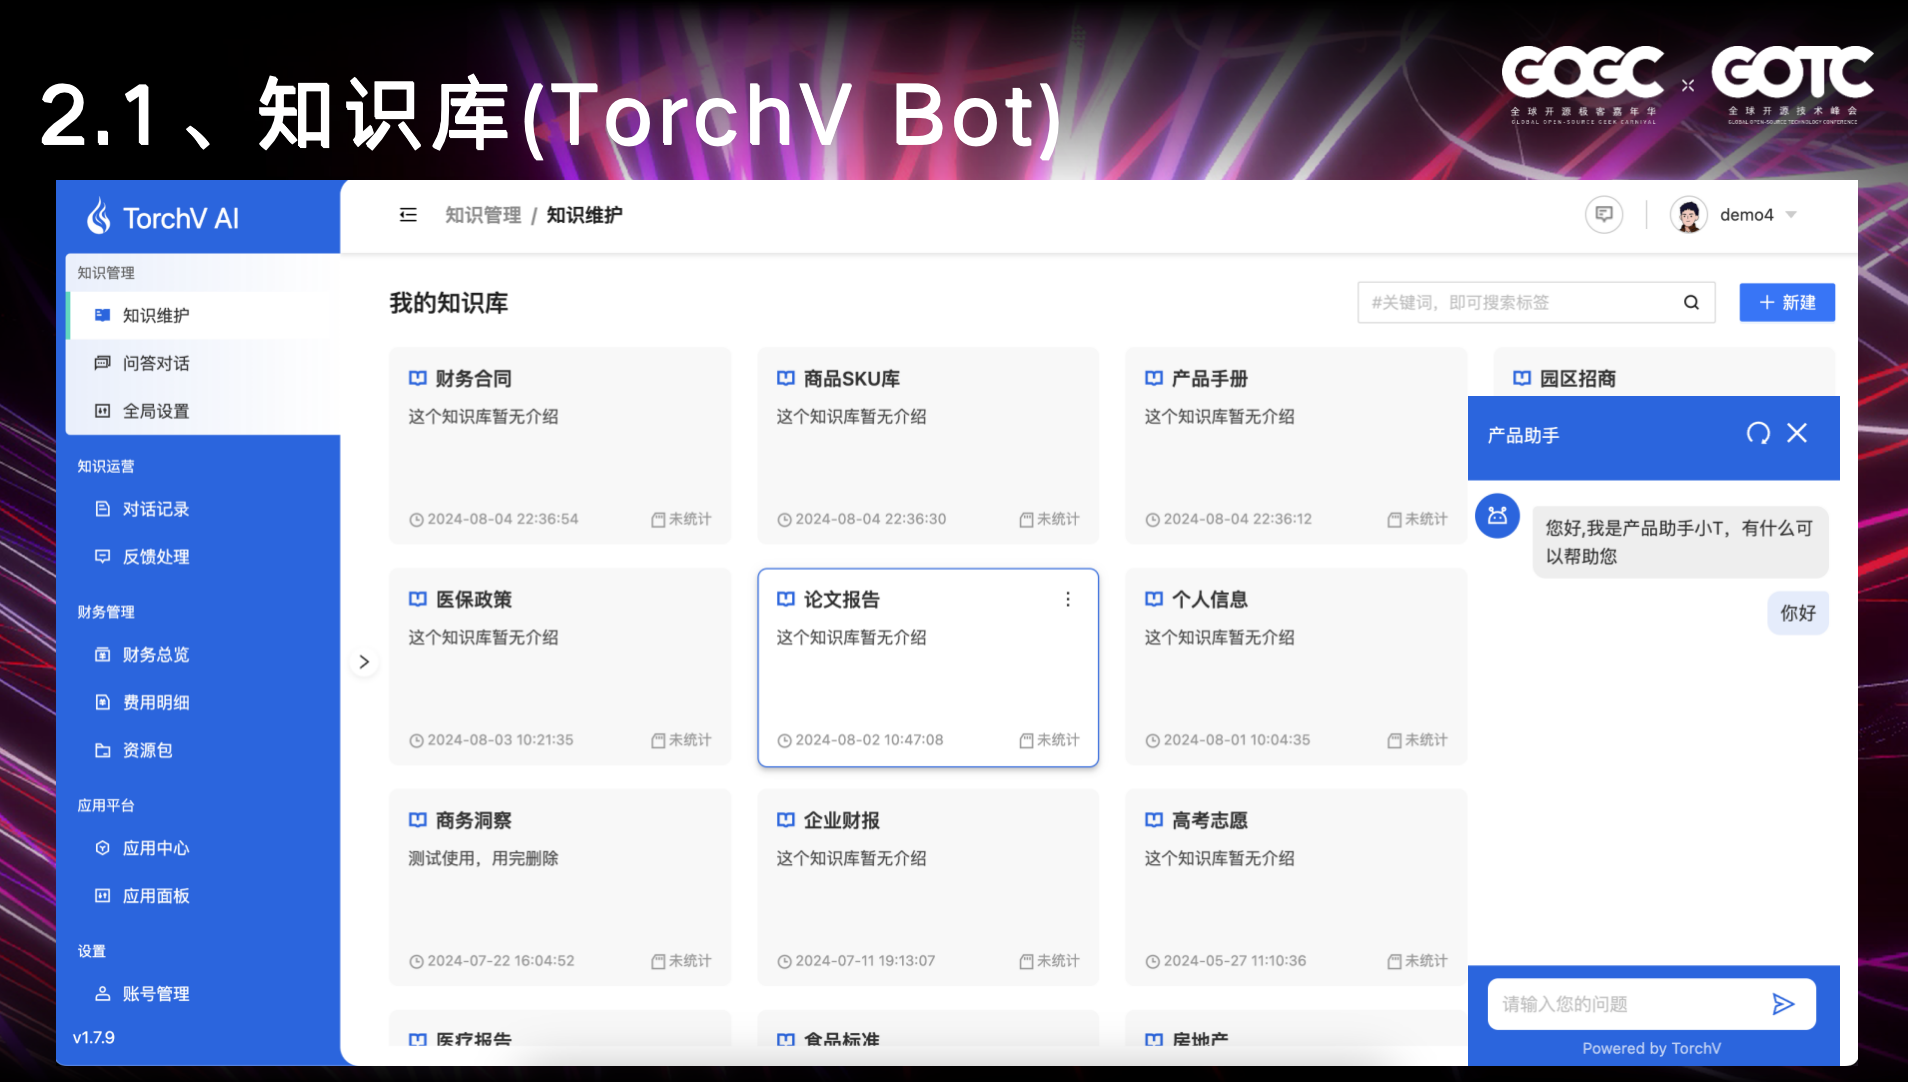 2.1、知识库(TorchV Bot)
GOGC × GOTC
全球开源极客嘉年华
GLOBAL OPEN-SOURCE GEEK CARNIVAL
全球开源技术峰会
GLOBAL OPEN-SOURCE TECHNOLOGY CONFERENCE
TorchV AI
知识管理 / 知识维护
demo4
知识管理
知识维护
问答对话
全局设置
知识运营
对话记录
反馈处理
财务管理
财务总览
费用明细
资源包
应用平台
应用中心
应用面板
设置
账号管理
v1.7.9
我的知识库
#关键词，即可搜索标签
新建
财务合同
这个知识库暂无介绍
2024-08-04 22:36:54 未统计
商品SKU库
这个知识库暂无介绍
2024-08-04 22:36:30 未统计
产品手册
这个知识库暂无介绍
2024-08-04 22:36:12 未统计
园区招商
医保政策
这个知识库暂无介绍
2024-08-03 10:21:35 未统计
论文报告
这个知识库暂无介绍
2024-08-02 10:47:08 未统计
个人信息
这个知识库暂无介绍
2024-08-01 10:04:35 未统计
商务洞察
测试使用，用完删除
2024-07-22 16:04:52 未统计
企业财报
这个知识库暂无介绍
2024-07-11 19:13:07 未统计
高考志愿
这个知识库暂无介绍
2024-05-27 11:10:36 未统计
医疗报告
食品标准
房地产
产品助手
您好,我是产品助手小T，有什么可
以帮助您
你好
请输入您的问题
Powered by TorchV